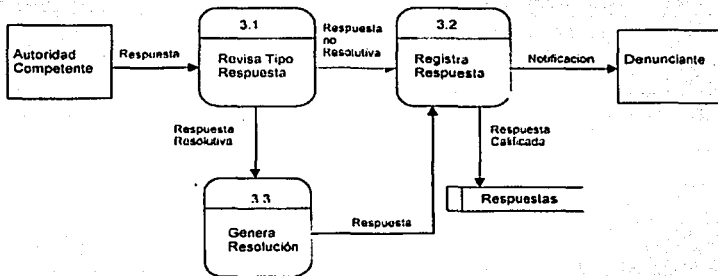 3.1
Revisa Tipo
Respuesta
3.2
Registra
Respuesta
Autoridad
Competente
Respuesta
Respuesta
no
Resolutiva
Notificacion
Denunciante
Respuesta
Resolutiva
Respuesta
Calificada
3.3
Genera
Resolución
Respuesta
Respuestas